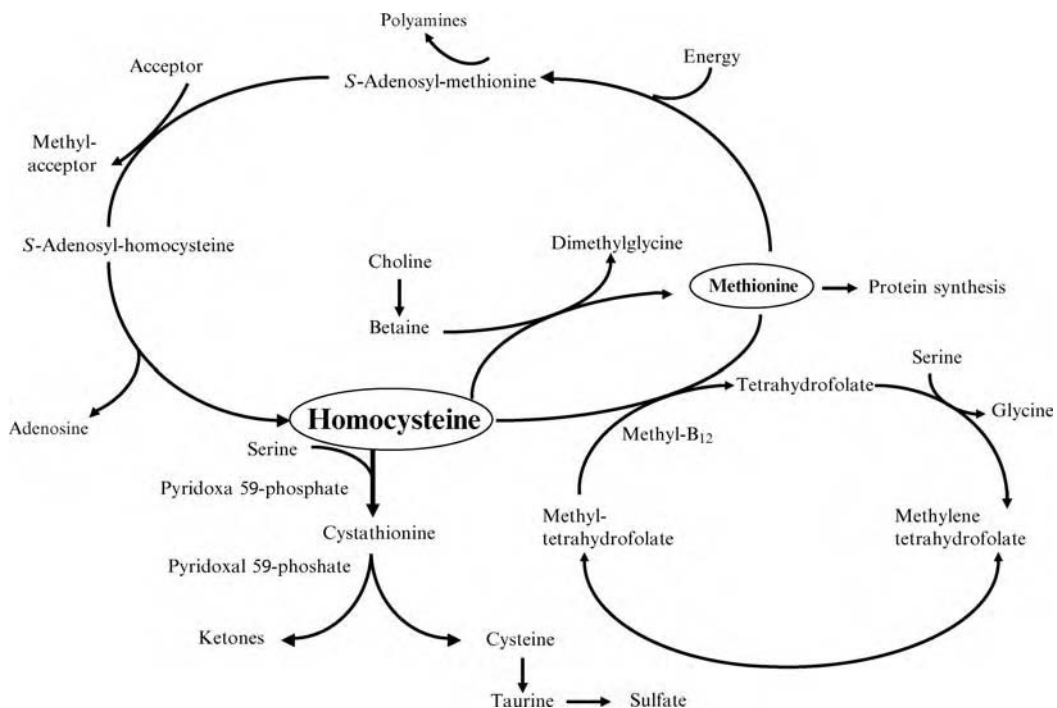 Polyamines
Energy
Acceptor
S-Adenosyl-methionine
Methyl-
acceptor
S-Adenosyl-homocysteine
Dimethylglycine
Choline
Methionine
Protein synthesis
Betaine
Serine
Tetrahydrofolate
Glycine
Adenosine
Homocysteine
Methyl-B12
Serine
Pyridoxa 59-phosphate
Methyl-
tetrahydrofolate
Methylene
tetrahydrofolate
Cystathionine
Pyridoxal 59-phoshate
Ketones
Cysteine
Taurine
Sulfate